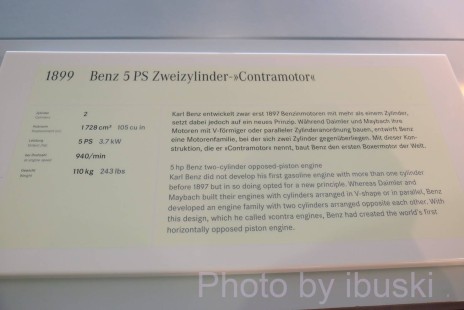 1899 Benz 5 PS Zweizylinder-»Contramotor«
2
1728 cm³ 105 cu in
5 PS 3.7 kW
940/min
110 kg 243 lbs
Karl Benz entwickelt zwar erst 1897 Benzinmotoren mit mehr als einem Zylinder,
setzt dabei jedoch auf ein neues Prinzip. Während Daimler und Maybach ihre
Motoren mit V-förmiger oder paralleler Zylinderanordnung bauen, entwirft Benz
eine Motorenfamilie, bei der sich zwei Zylinder gegenüberliegen. Mit dieser Kon-
struktion, die er »Contramotor« nennt, baut Benz den ersten Boxermotor der Welt.
5 hp Benz two-cylinder opposed-piston engine
Karl Benz did not develop his first gasoline engine with more than one cylinder
before 1897 but in so doing opted for a new principle. Whereas Daimler and
Maybach built their engines with cylinders arranged in V-shape or in parallel, Benz
developed an engine family with two cylinders arranged opposite each other. With
this design, which he called »contra engine«, Benz had created the world's first
horizontally opposed piston engine.
Photo by ibuski